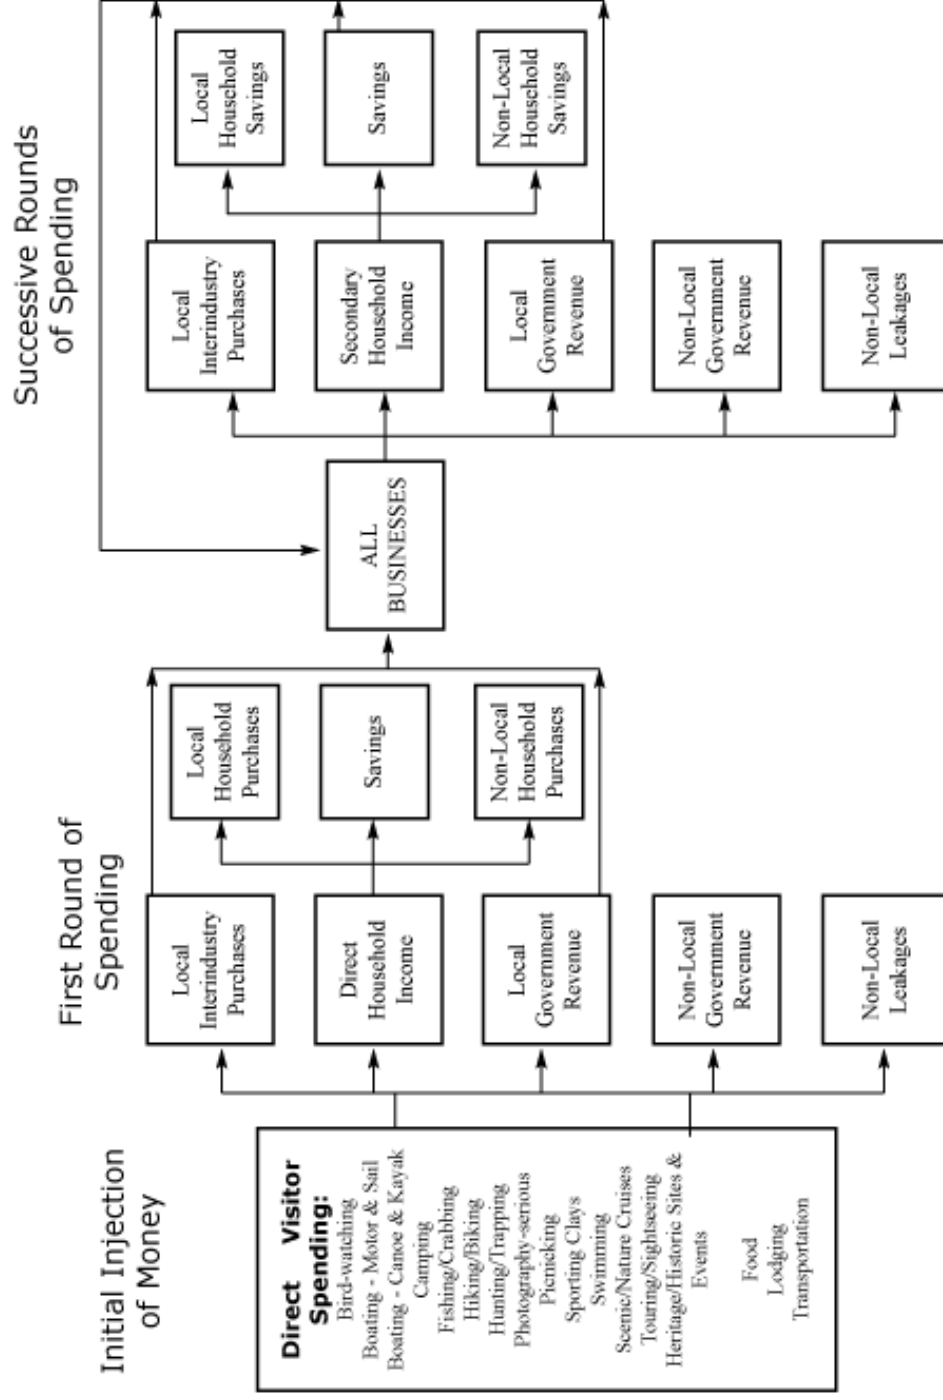 Initial Injection
of Money
Direct Visitor
Spending:
Bird-watching
Boating - Motor & Sail
Boating - Canoe & Kayak
Camping
Fishing/Crabbing
Hiking/Biking
Hunting/Trapping
Photography-serious
Picnicking
Sporting Clays
Swimming
Scenic/Nature Cruises
Touring/Sightseeing
Heritage/Historic Sites &
Events
Food
Lodging
Transportation
First Round of
Spending
Local
Interindustry
Purchases
Direct
Household
Income
Local
Government
Revenue
Non-Local
Government
Revenue
Non-Local
Leakages
Local
Household
Purchases
Savings
Non-Local
Household
Purchases
ALL
BUSINESSES
Successive Rounds
of Spending
Local
Interindustry
Purchases
Secondary
Household
Income
Local
Government
Revenue
Non-Local
Government
Revenue
Non-Local
Leakages
Local
Household
Savings
Savings
Non-Local
Household
Savings